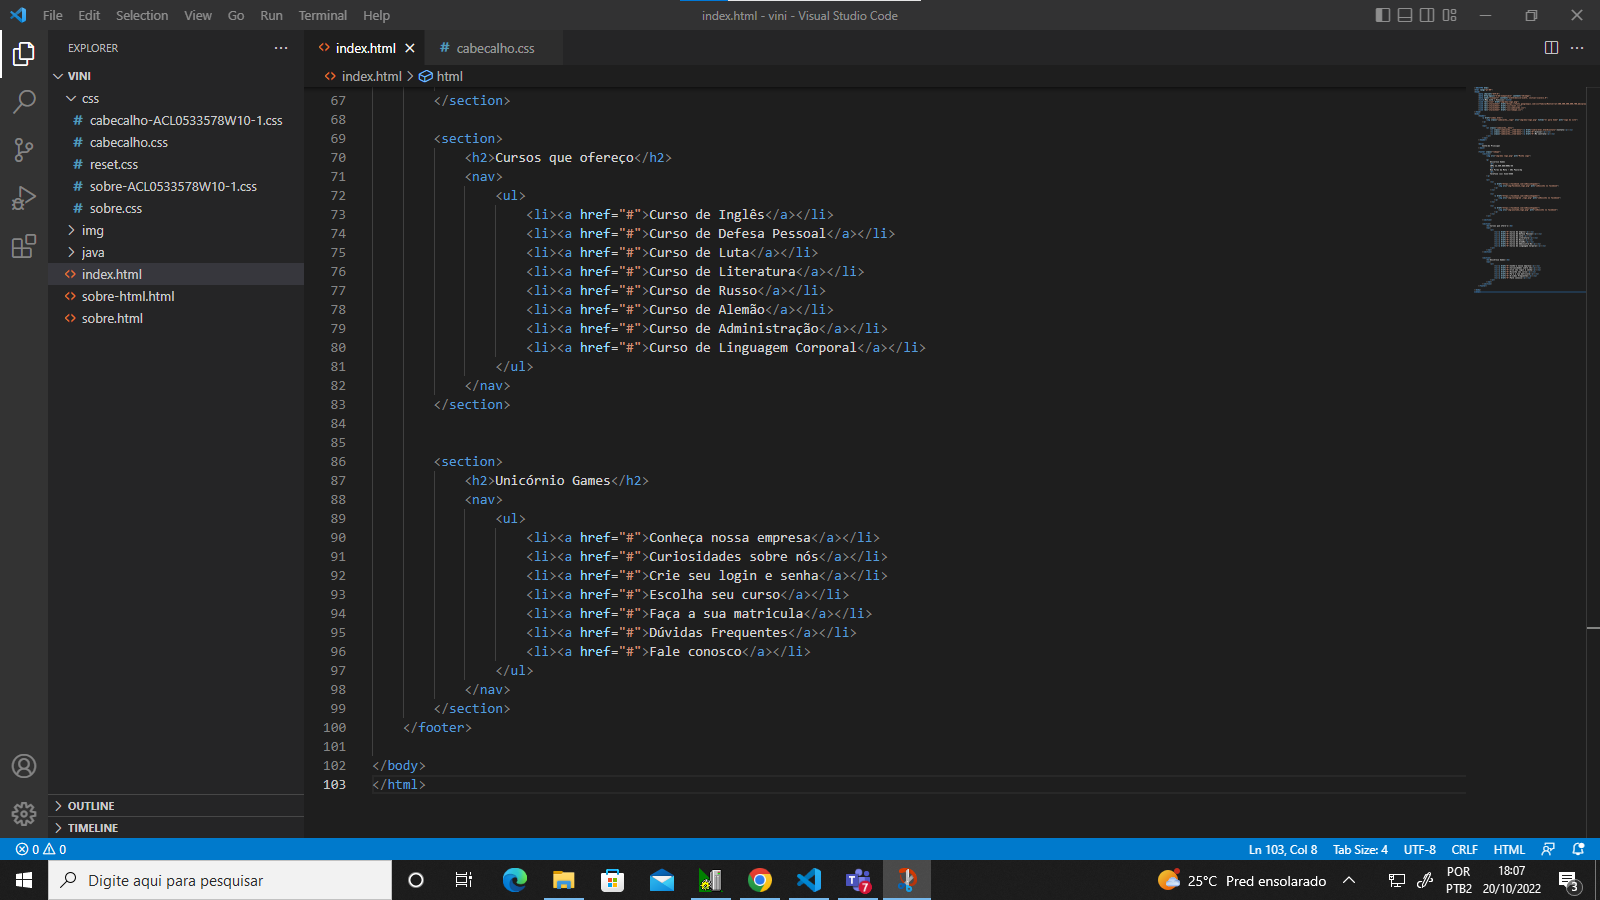 File Edit Selection View Go Run Terminal Help
index.html - vini - Visual Studio Code
EXPLORER
VINI
css
# cabecalho-ACL0533578W10-1.css
# cabecalho.css
# reset.css
# sobre-ACL0533578W10-1.css
# sobre.css
img
java
<> index.html
<> sobre-html.html
<> sobre.html
OUTLINE
TIMELINE
<> index.html # cabecalho.css
<> index.html > html
67 </section>
68
69 <section>
70 <h2>Cursos que ofereço</h2>
71 <nav>
72 <ul>
73 <li><a href="#">Curso de Inglês</a></li>
74 <li><a href="#">Curso de Defesa Pessoal</a></li>
75 <li><a href="#">Curso de Luta</a></li>
76 <li><a href="#">Curso de Literatura</a></li>
77 <li><a href="#">Curso de Russo</a></li>
78 <li><a href="#">Curso de Alemão</a></li>
79 <li><a href="#">Curso de Administração</a></li>
80 <li><a href="#">Curso de Linguagem Corporal</a></li>
81 </ul>
82 </nav>
83 </section>
84
85
86 <section>
87 <h2>Unicórnio Games</h2>
88 <nav>
89 <ul>
90 <li><a href="#">Conheça nossa empresa</a></li>
91 <li><a href="#">Curiosidades sobre nós</a></li>
92 <li><a href="#">Crie seu login e senha</a></li>
93 <li><a href="#">Escolha seu curso</a></li>
94 <li><a href="#">Faça a sua matricula</a></li>
95 <li><a href="#">Dúvidas Frequentes</a></li>
96 <li><a href="#">Fale conosco</a></li>
97 </ul>
98 </nav>
99 </section>
100 </footer>
101
102 </body>
103 </html>
0 0 Ln 103, Col 8 Tab Size: 4 UTF-8 CRLF HTML
Digite aqui para pesquisar
7
25°C Pred ensolarado
POR
PTB2
18:07
20/10/2022
3